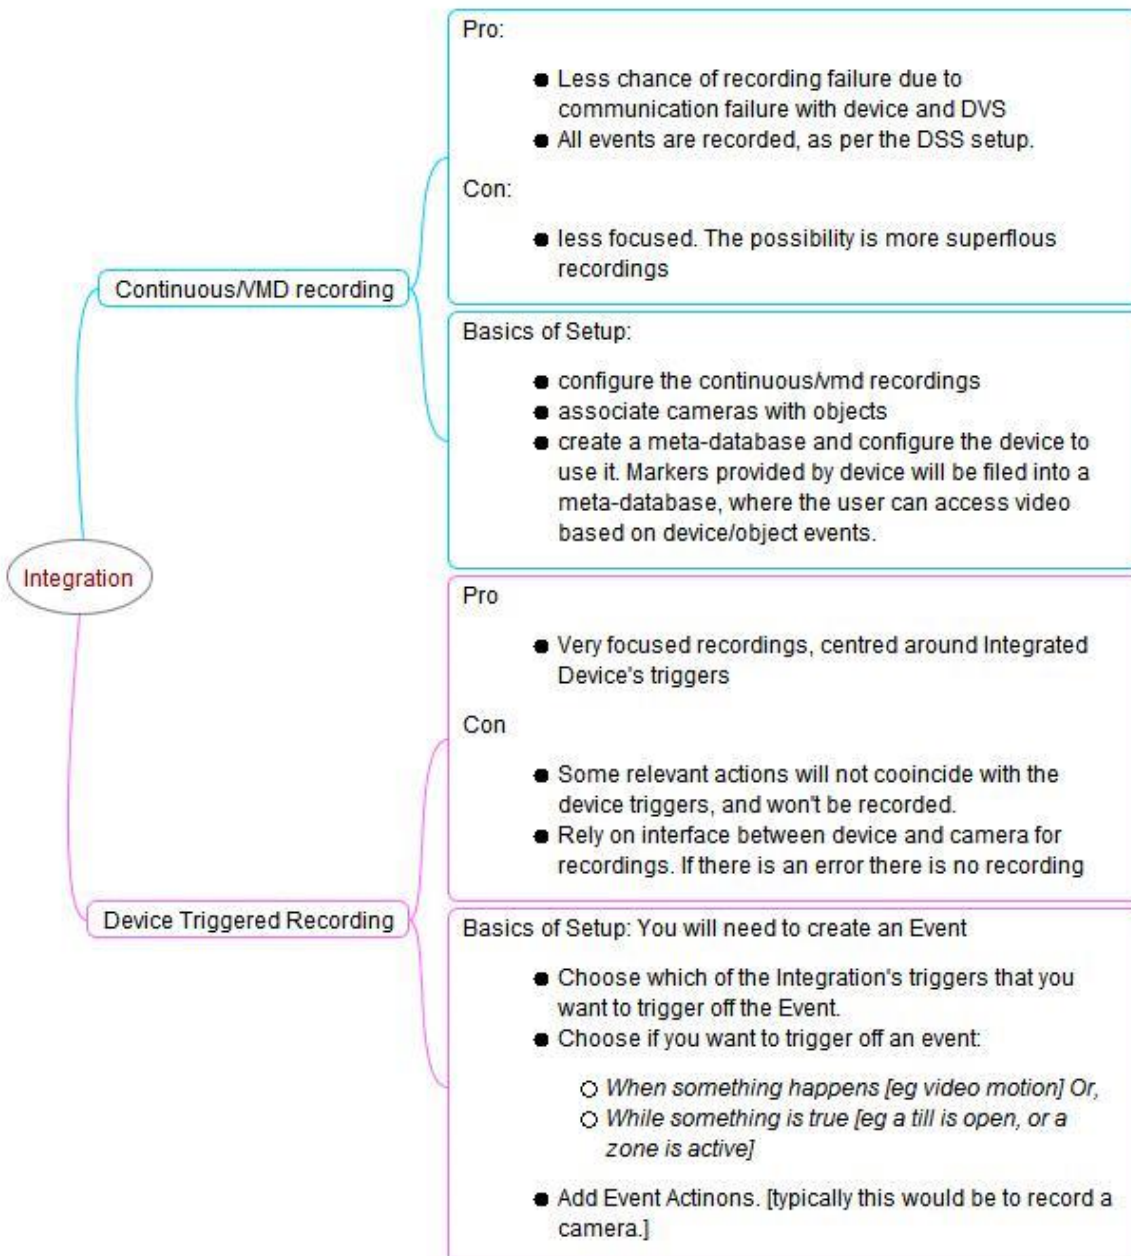 Integration
Continuous/VMD recording
Pro:
● Less chance of recording failure due to
communication failure with device and DVS
● All events are recorded, as per the DSS setup.
Con:
● less focused. The possibility is more superflous
recordings
Basics of Setup:
● configure the continuous/vmd recordings
● associate cameras with objects
● create a meta-database and configure the device to
use it. Markers provided by device will be filed into a
meta-database, where the user can access video
based on device/object events.
Device Triggered Recording
Pro
● Very focused recordings, centred around Integrated
Device's triggers
Con
● Some relevant actions will not cooincide with the
device triggers, and won't be recorded.
● Rely on interface between device and camera for
recordings. If there is an error there is no recording
Basics of Setup: You will need to create an Event
● Choose which of the Integration's triggers that you
want to trigger off the Event.
● Choose if you want to trigger off an event:
○ When something happens [eg video motion] Or,
○ While something is true [eg a till is open, or a
zone is active]
● Add Event Actinons. [typically this would be to record a
camera.]